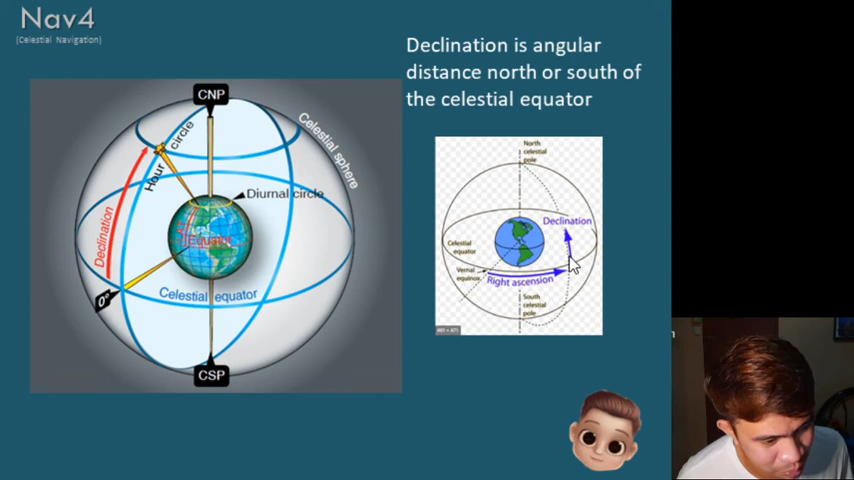 Nav4
(Celestial Navigation)
Declination is angular
distance north or south of
the celestial equator
CNP
Hour circle
Celestial sphere
Diurnal circle
Declination
Equator
0°
Celestial equator
CSP
North
celestial
pole
Declination
Celestial
equator
Vernal
equinox
Right ascension
South
celestial
pole